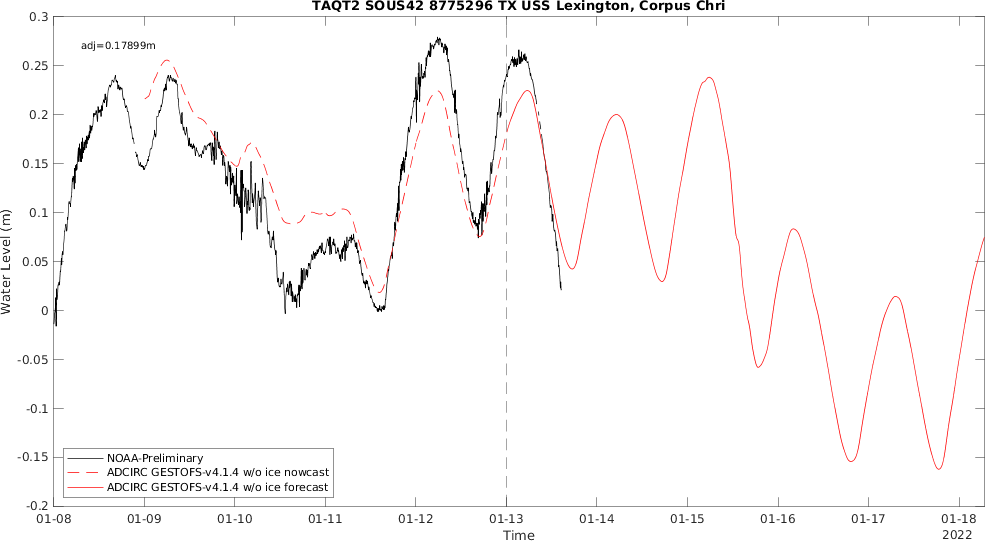 TAQT2 SOUS42 8775296 TX USS Lexington, Corpus Chri
adj=0.17899m
0.3
0.25
0.2
0.15
0.1
0.05
0
-0.05
-0.1
-0.15
-0.2
Water Level (m)
NOAA-Preliminary
ADCIRC GESTOFS-v4.1.4 w/o ice nowcast
ADCIRC GESTOFS-v4.1.4 w/o ice forecast
01-08 01-09 01-10 01-11 01-12 01-13 01-14 01-15 01-16 01-17 01-18
Time 2022